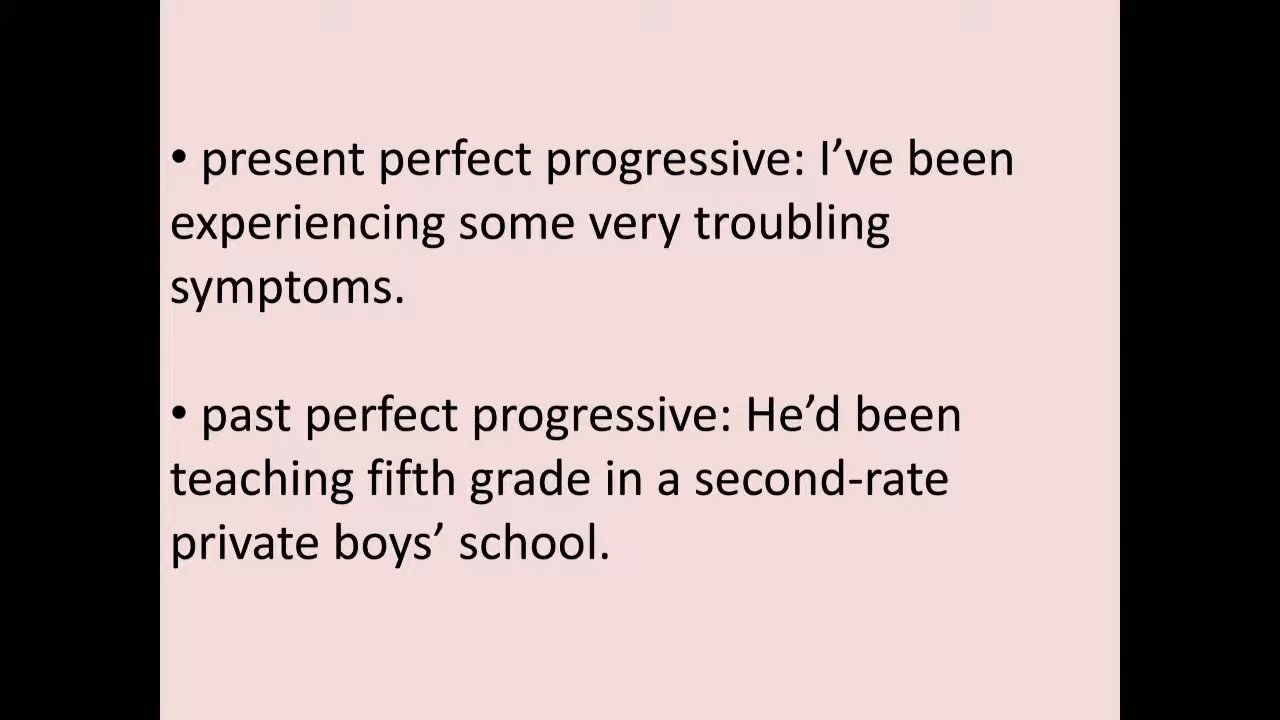 • present perfect progressive: I’ve been
experiencing some very troubling
symptoms.
• past perfect progressive: He’d been
teaching fifth grade in a second-rate
private boys’ school.